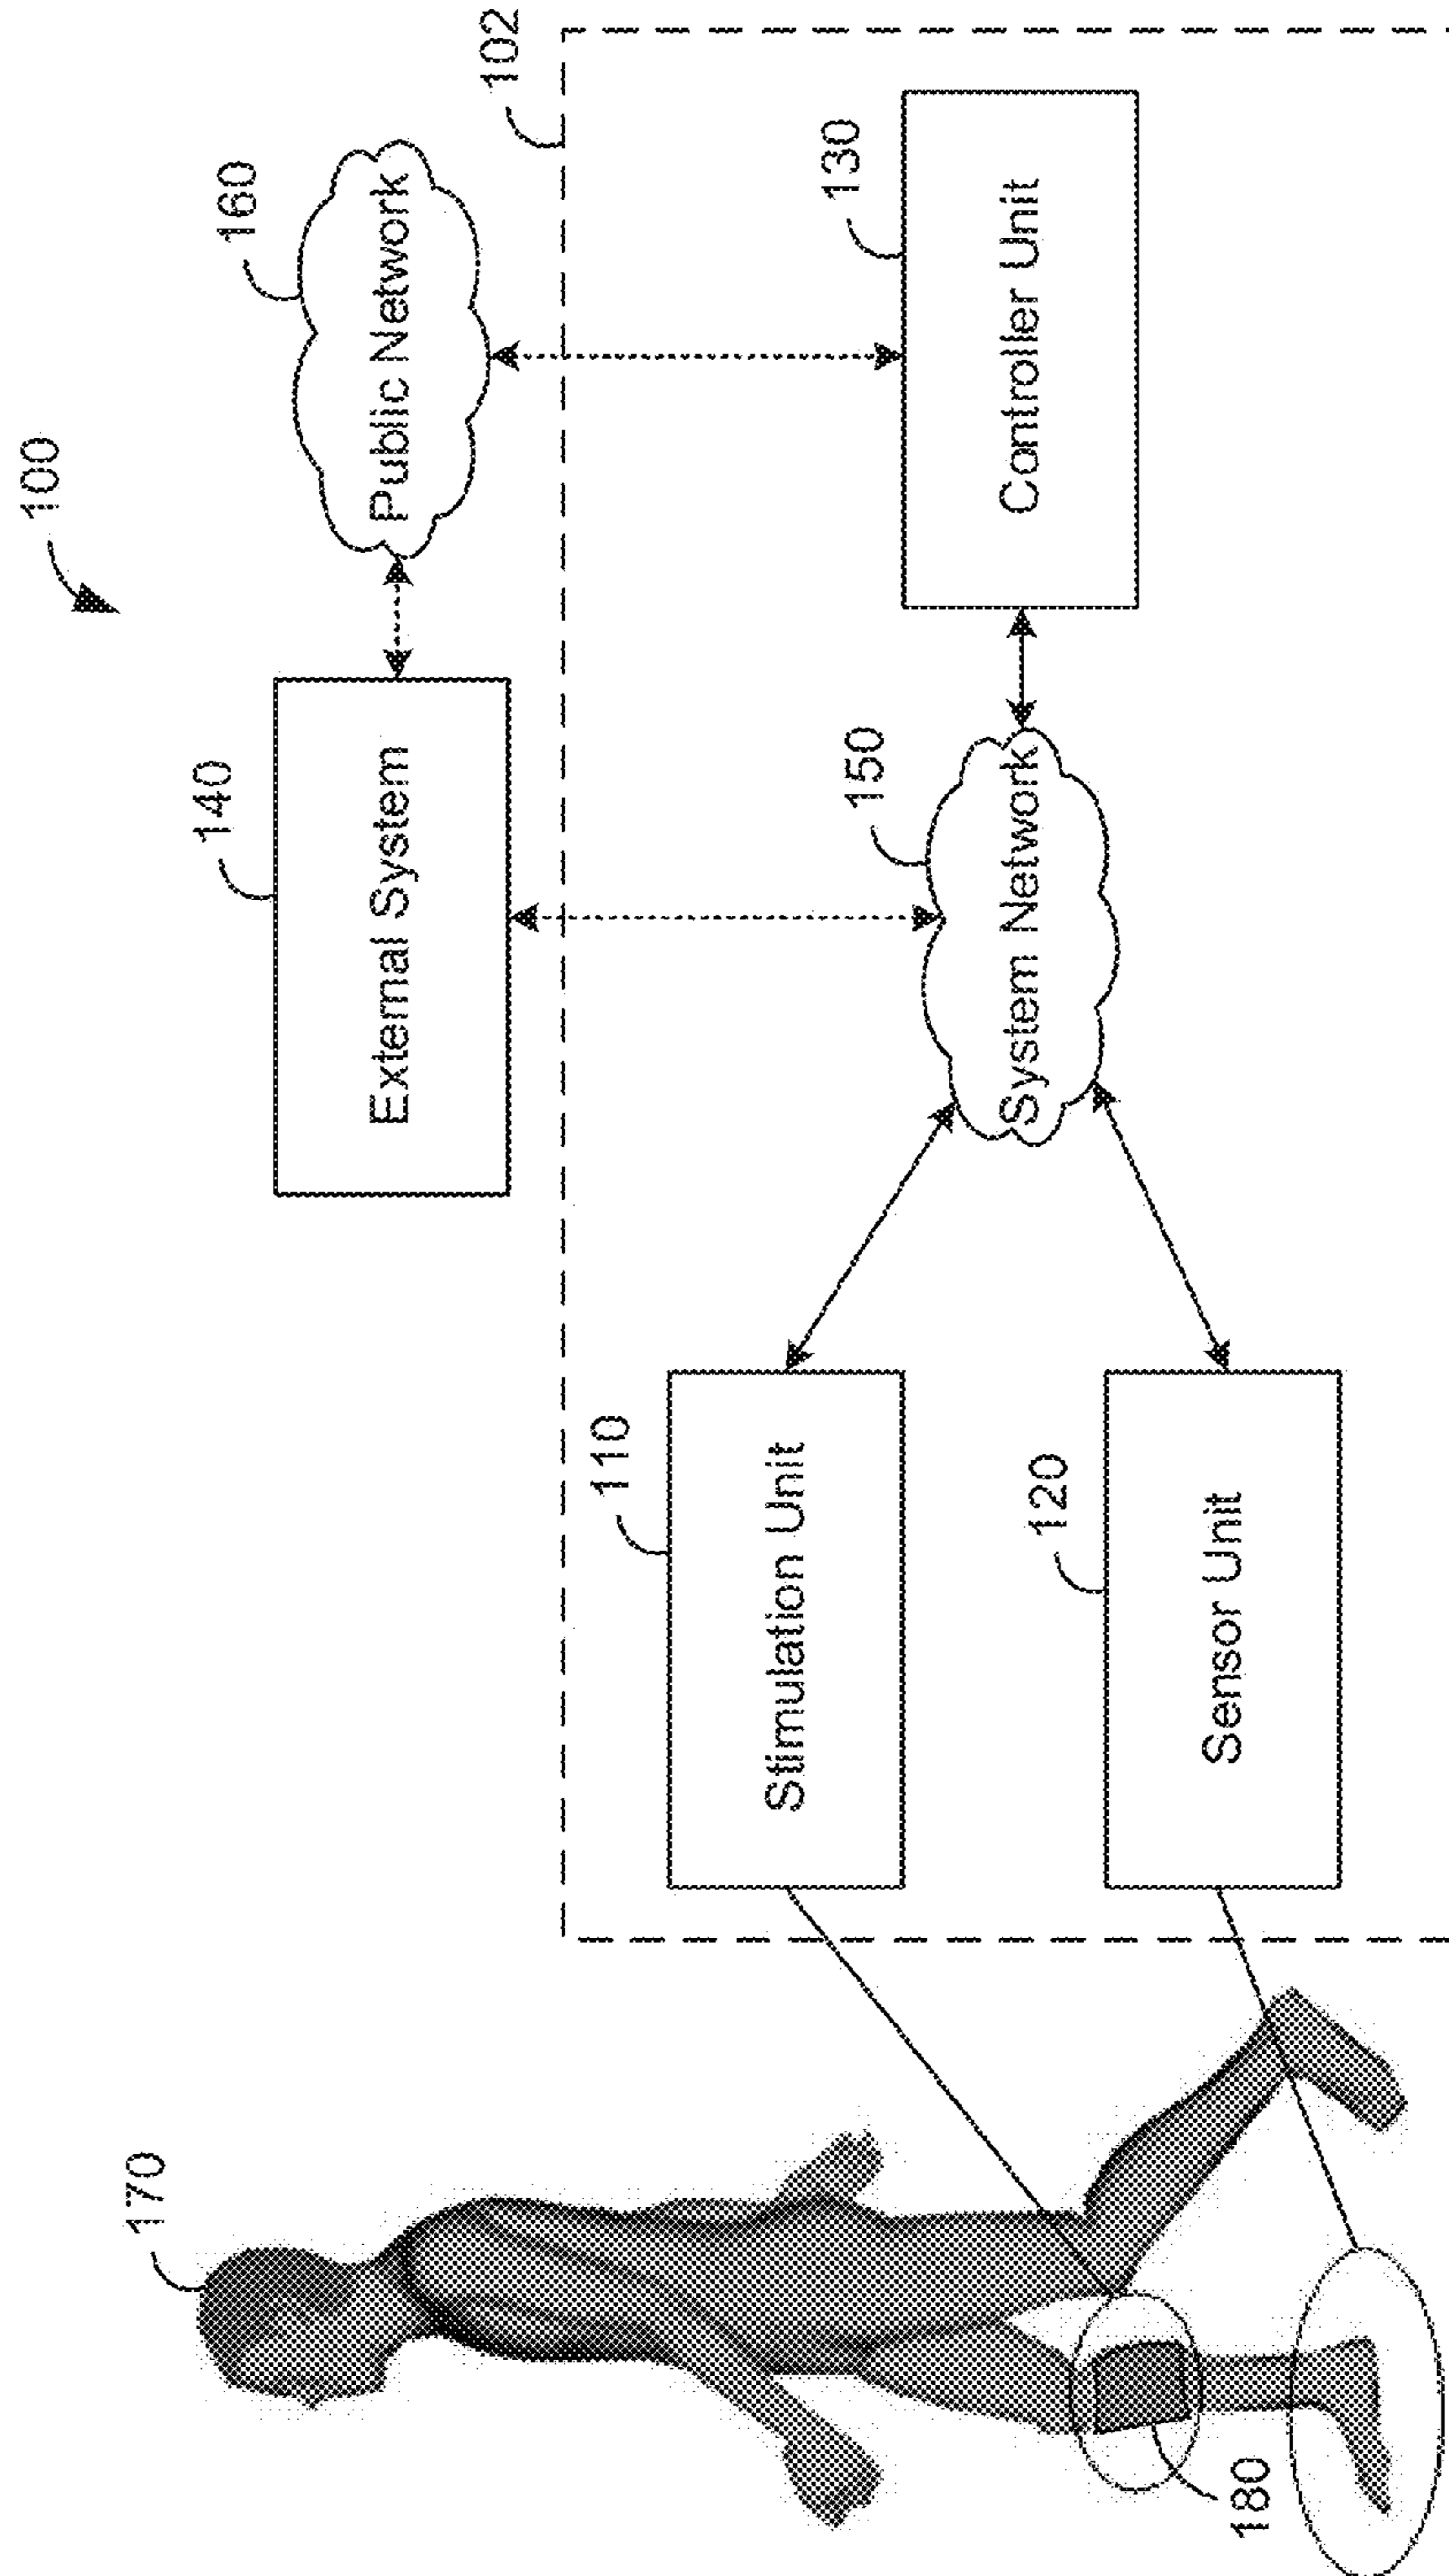 100
170
140
External System
160
Public Network
102
110
Stimulation Unit
150
System Network
130
Controller Unit
120
Sensor Unit
180